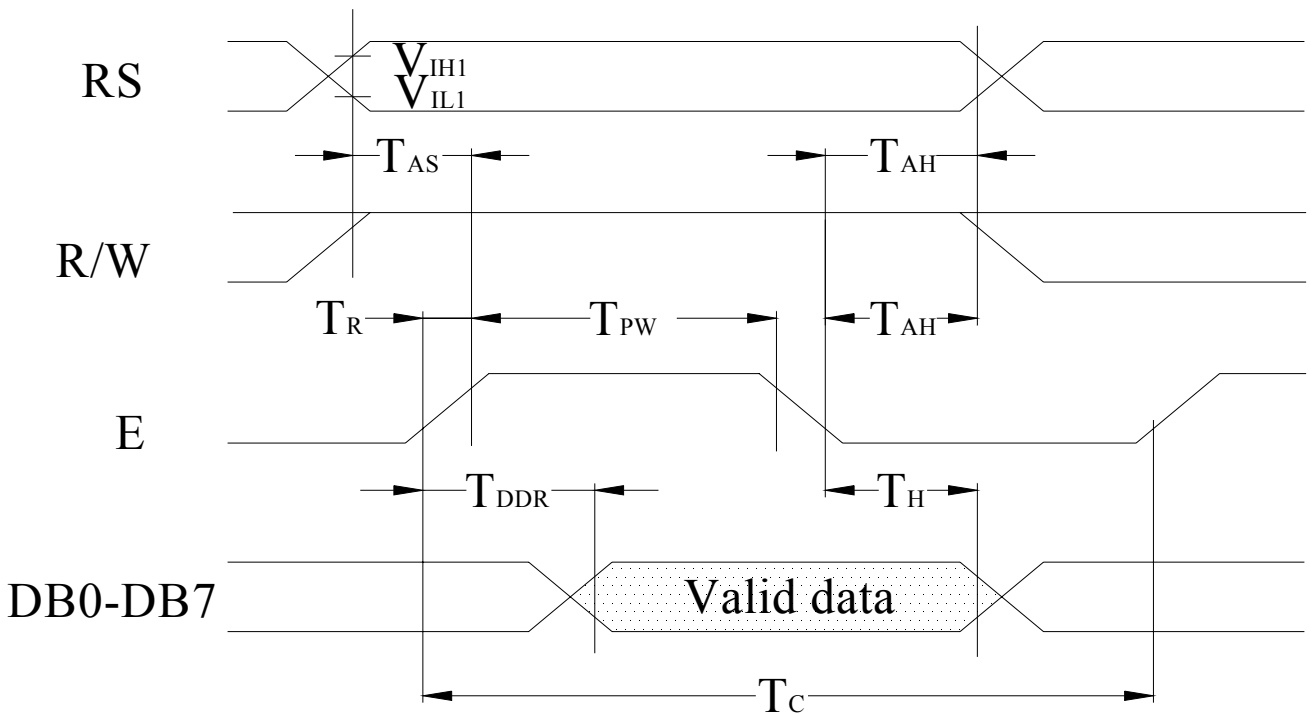 RS
VIH1
VIL1
TAS
TAH
R/W
TR
TPW
TAH
E
TDDR
TH
DB0-DB7
Valid data
TC